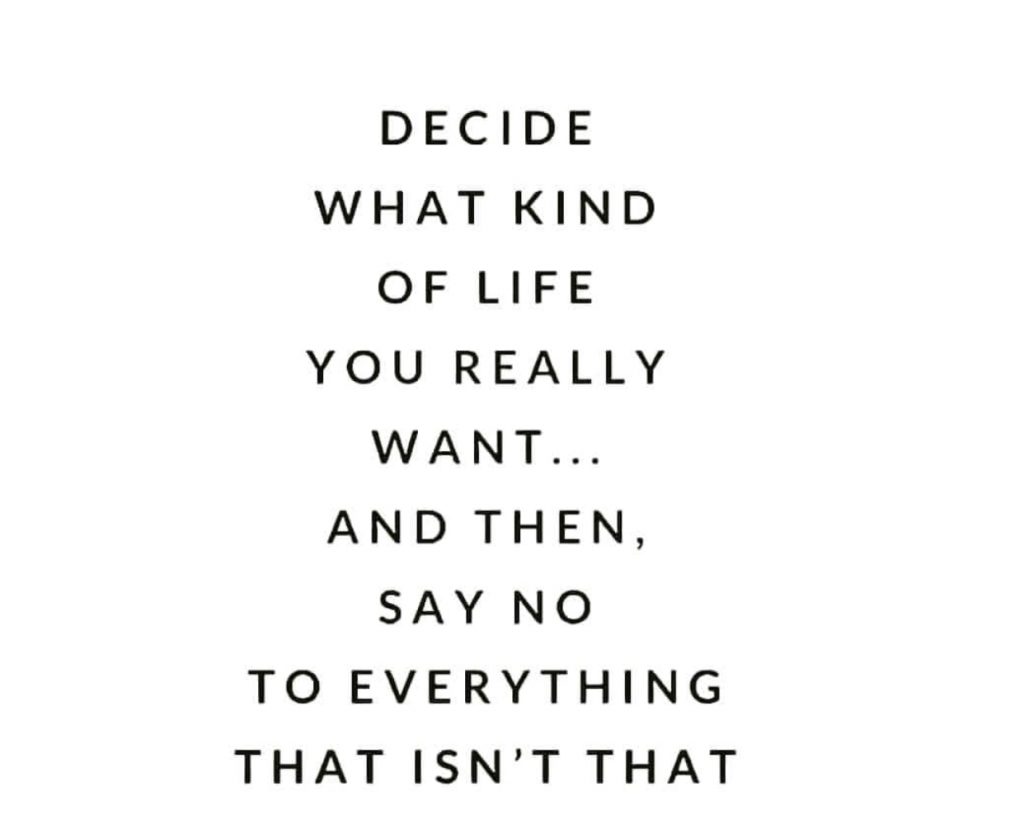 DECIDE
WHAT KIND
OF LIFE
YOU REALLY
WANT...
AND THEN,
SAY NO
TO EVERYTHING
THAT ISN’T THAT